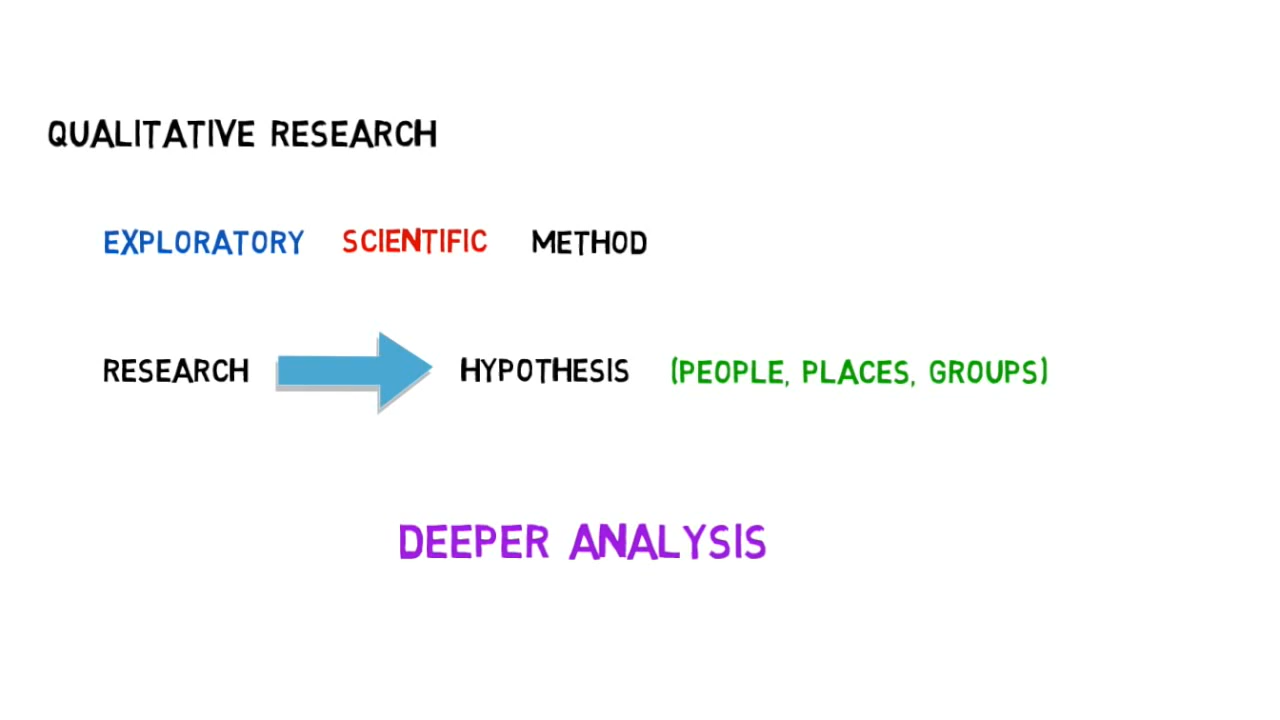 QUALITATIVE RESEARCH
EXPLORATORY SCIENTIFIC METHOD
RESEARCH HYPOTHESIS (PEOPLE, PLACES, GROUPS)
DEEPER ANALYSIS